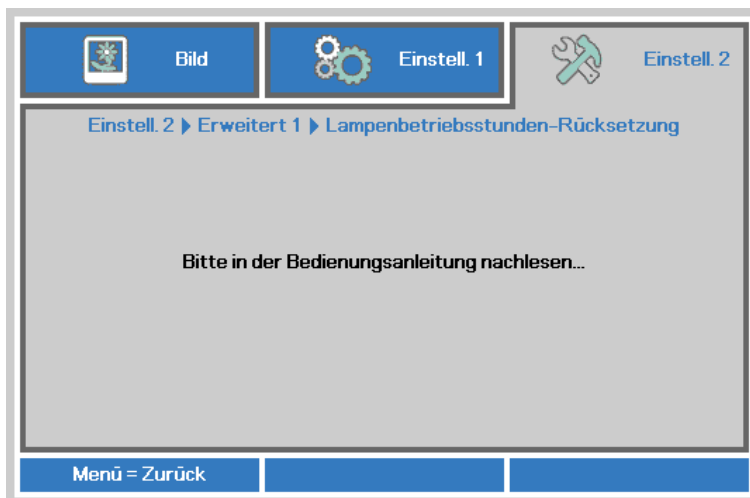 Bild
Einstell. 1
Einstell. 2
Einstell. 2 ▶ Erweitert 1 ▶ Lampenbetriebsstunden-Rücksetzung
Bitte in der Bedienungsanleitung nachlesen...
Menü = Zurück